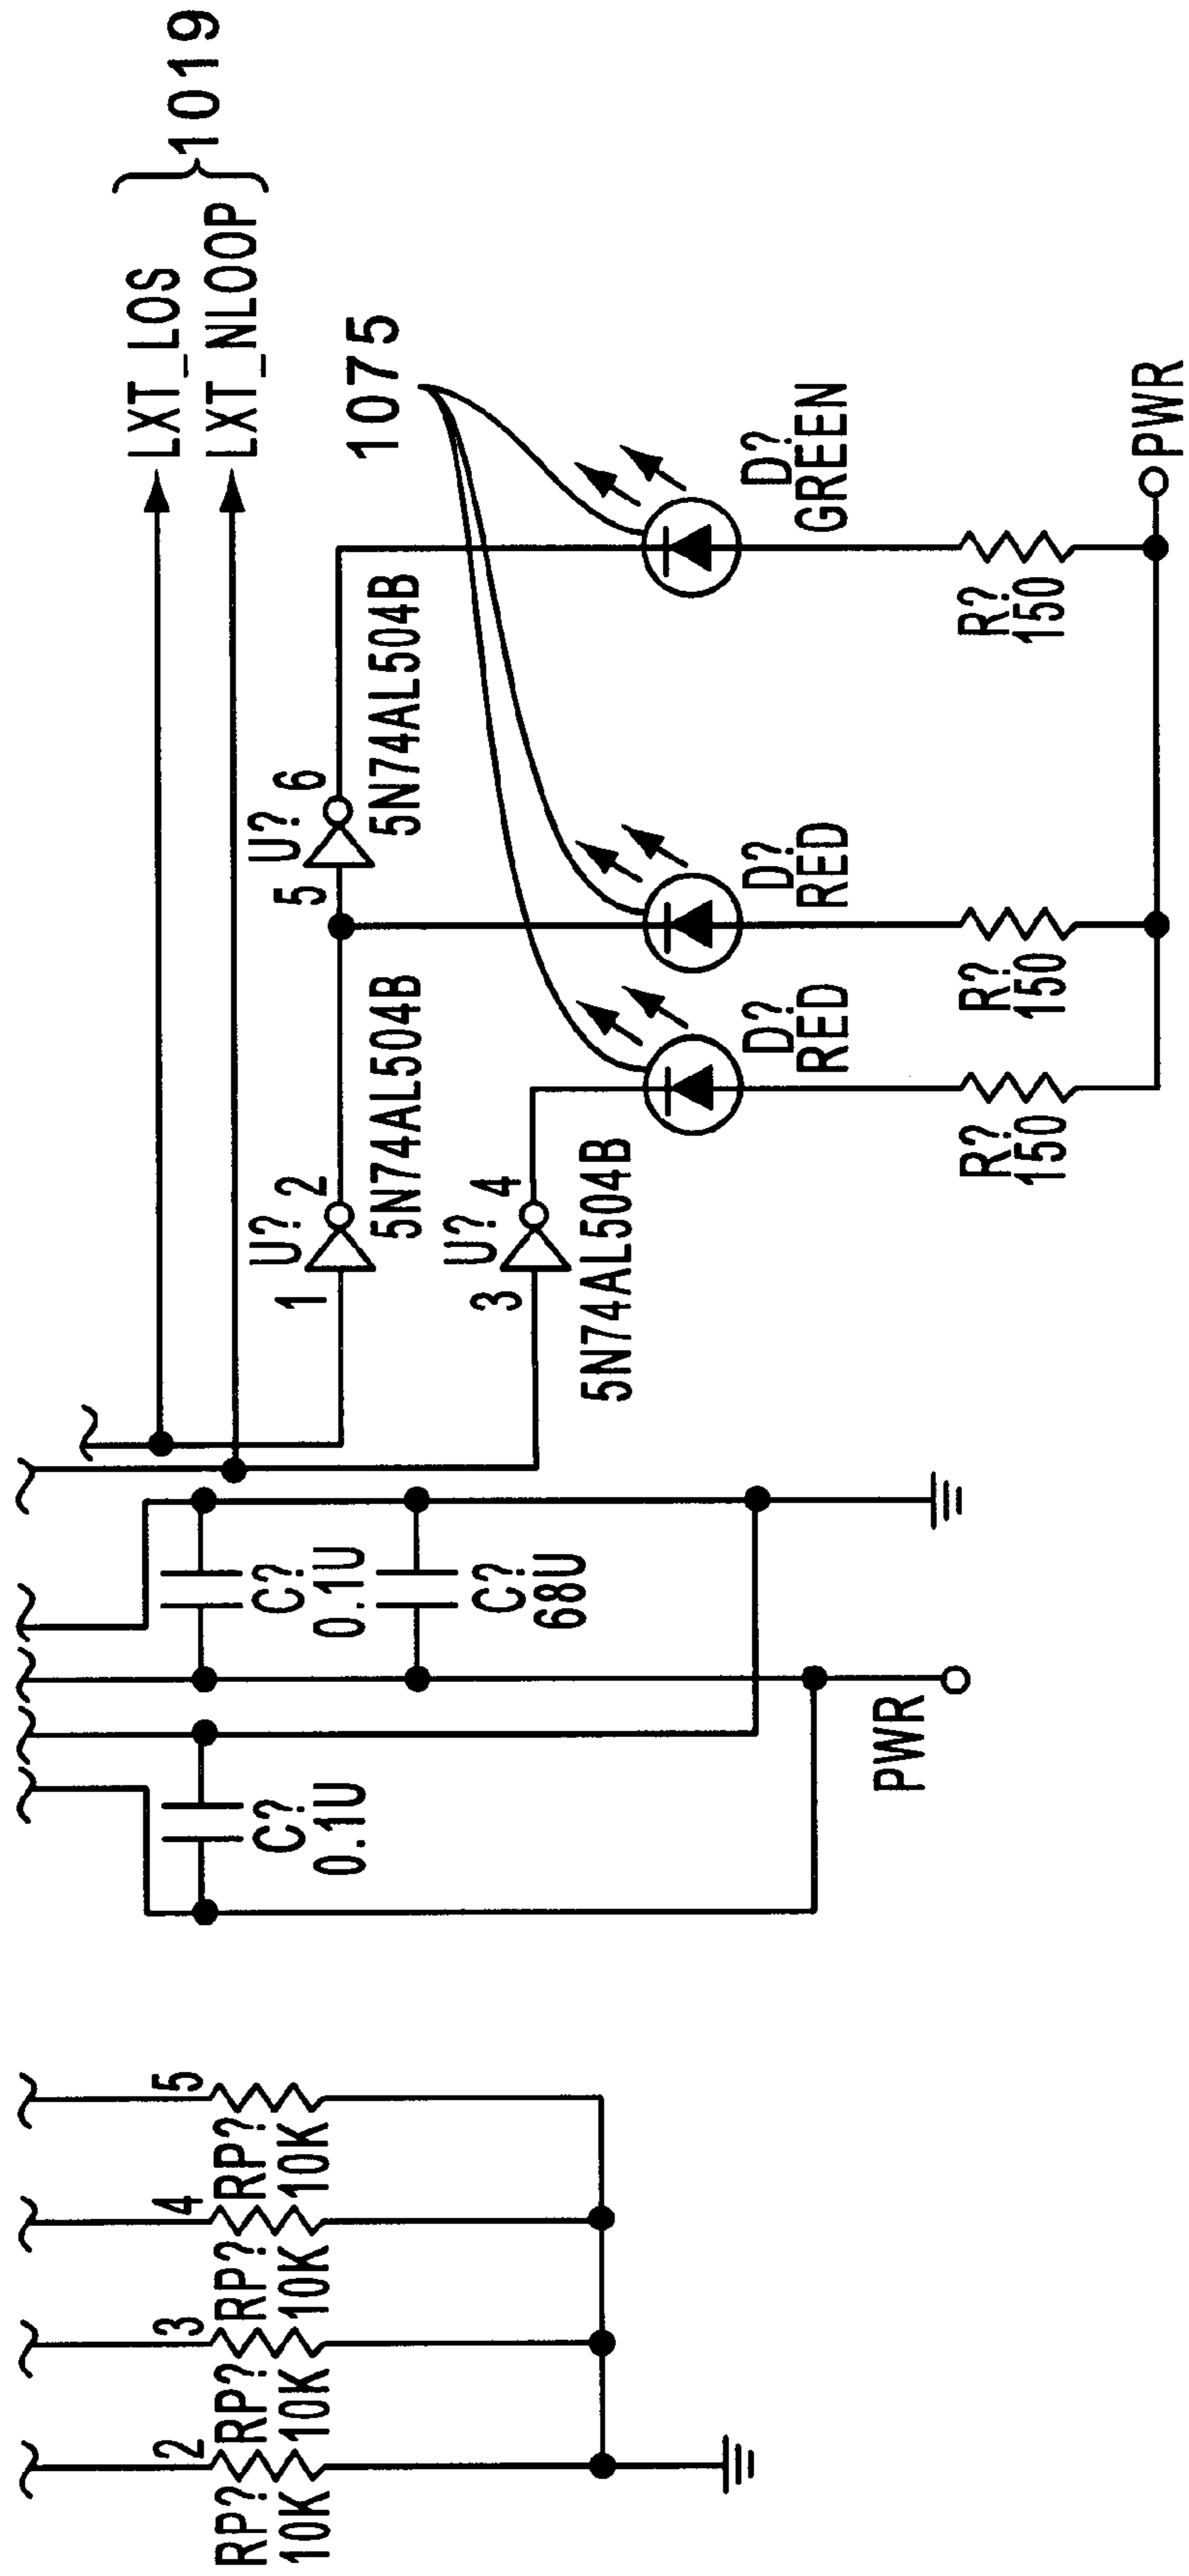 1019
LXT_LOS
LXT_NLOOP
1075
U?
5
6
5N74AL504B
U?
1
2
5N74AL504B
U?
3
4
5N74AL504B
D?
GREEN
D?
RED
D?
RED
R?
150
R?
150
R?
150
PWR
C?
0.1U
C?
68U
C?
0.1U
PWR
5
RP?
10K
4
RP?
10K
3
RP?
10K
2
RP?
10K